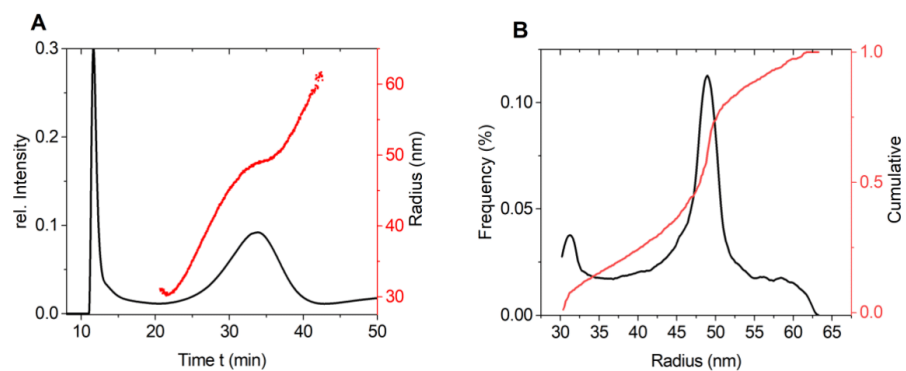 A
rel. Intensity
0.3
0.2
0.1
0.0
10 20 30 40 50
Time t (min)
60
50
40
30
Radius (nm)
B
Frequency (%)
0.10
0.05
0.00
30 35 40 45 50 55 60 65
Radius (nm)
1.0
0.5
0.0
Cumulative